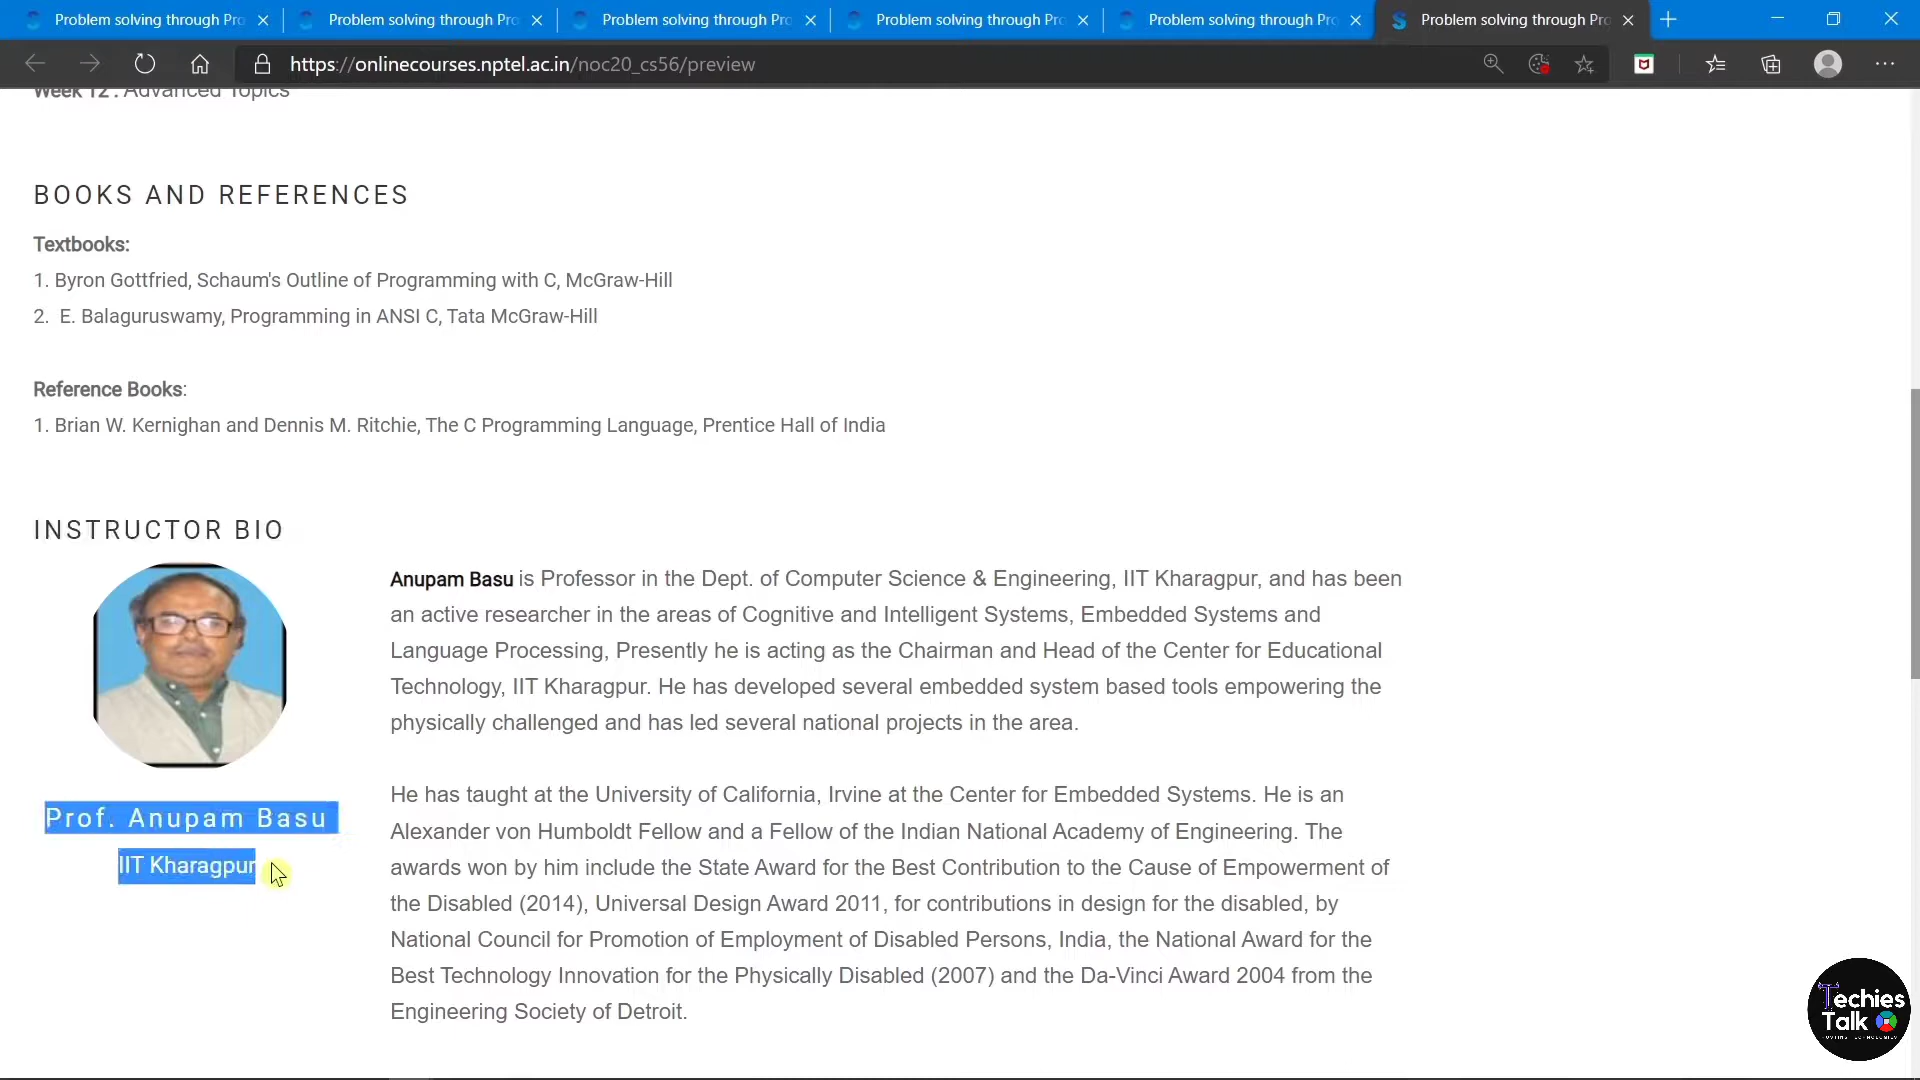 Problem solving through Pro
Problem solving through Pro
Problem solving through Pro
Problem solving through Pro
Problem solving through Pro
Problem solving through Pro
https://onlinecourses.nptel.ac.in/noc20_cs56/preview
Week 12 : Advanced Topics
BOOKS AND REFERENCES
Textbooks:
1. Byron Gottfried, Schaum's Outline of Programming with C, McGraw-Hill
2. E. Balaguruswamy, Programming in ANSI C, Tata McGraw-Hill
Reference Books:
1. Brian W. Kernighan and Dennis M. Ritchie, The C Programming Language, Prentice Hall of India
INSTRUCTOR BIO
Prof. Anupam Basu
IIT Kharagpur
Anupam Basu is Professor in the Dept. of Computer Science & Engineering, IIT Kharagpur, and has been
an active researcher in the areas of Cognitive and Intelligent Systems, Embedded Systems and
Language Processing, Presently he is acting as the Chairman and Head of the Center for Educational
Technology, IIT Kharagpur. He has developed several embedded system based tools empowering the
physically challenged and has led several national projects in the area.
He has taught at the University of California, Irvine at the Center for Embedded Systems. He is an
Alexander von Humboldt Fellow and a Fellow of the Indian National Academy of Engineering. The
awards won by him include the State Award for the Best Contribution to the Cause of Empowerment of
the Disabled (2014), Universal Design Award 2011, for contributions in design for the disabled, by
National Council for Promotion of Employment of Disabled Persons, India, the National Award for the
Best Technology Innovation for the Physically Disabled (2007) and the Da-Vinci Award 2004 from the
Engineering Society of Detroit.
Techies
Talk